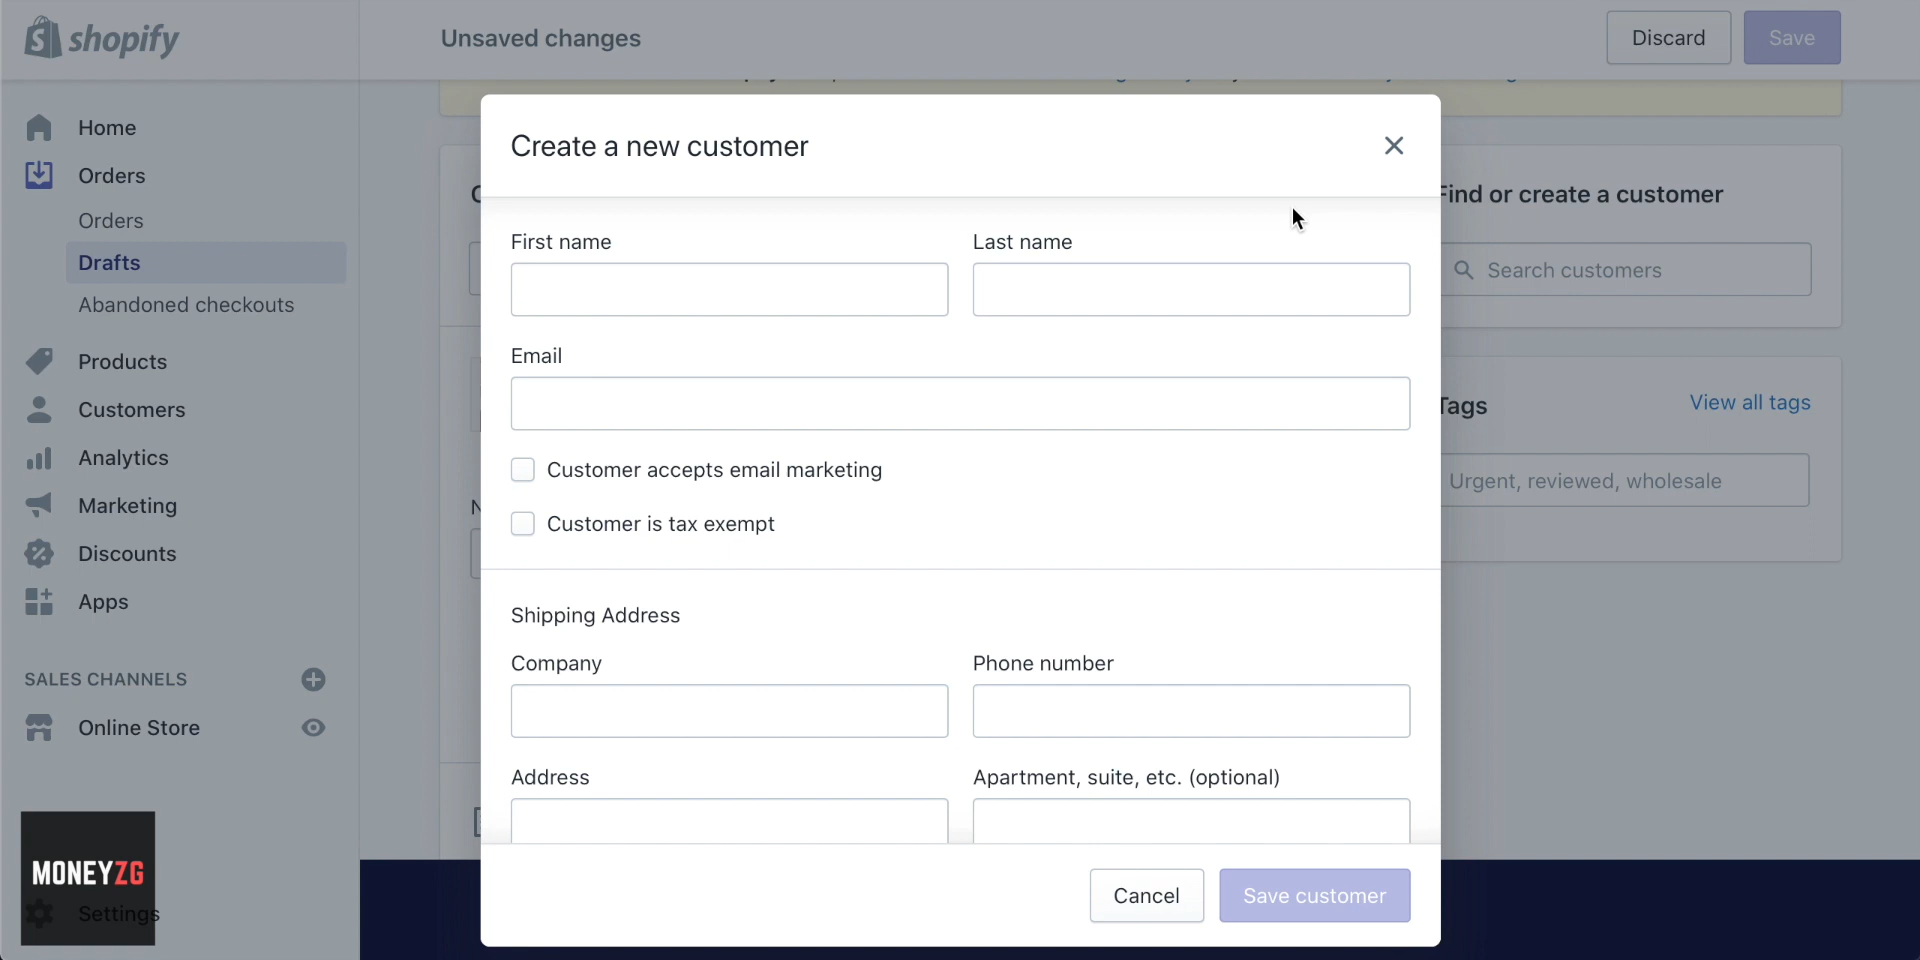 shopify
Unsaved changes
Discard
Save
Home
Orders
Orders
Drafts
Abandoned checkouts
Products
Customers
Analytics
Marketing
Discounts
Apps
SALES CHANNELS
Online Store
MONEYZG
Settings
Create a new customer
First name
Last name
Email
Customer accepts email marketing
Customer is tax exempt
Shipping Address
Company
Phone number
Address
Apartment, suite, etc. (optional)
Cancel
Save customer
Find or create a customer
Search customers
Tags
View all tags
Urgent, reviewed, wholesale